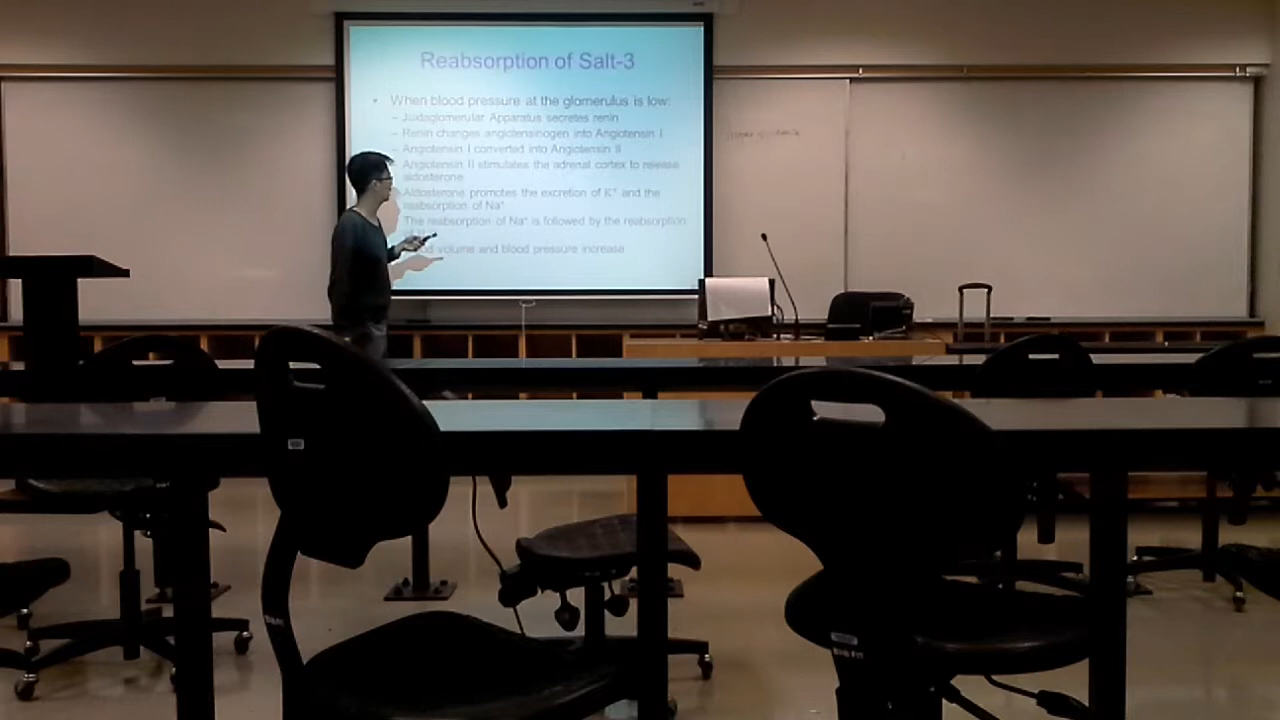 Reabsorption of Salt-3
• When blood pressure at the glomerulus is low:
– Juxtaglomerular Apparatus secretes renin
– Renin changes angiotensinogen into Angiotensin I
– Angiotensin I converted into Angiotensin II
Angiotensin II stimulates the adrenal cortex to release
aldosterone
Aldosterone promotes the excretion of K⁺ and the
reabsorption of Na⁺
The reabsorption of Na⁺ is followed by the reabsorption
volume and blood pressure increase